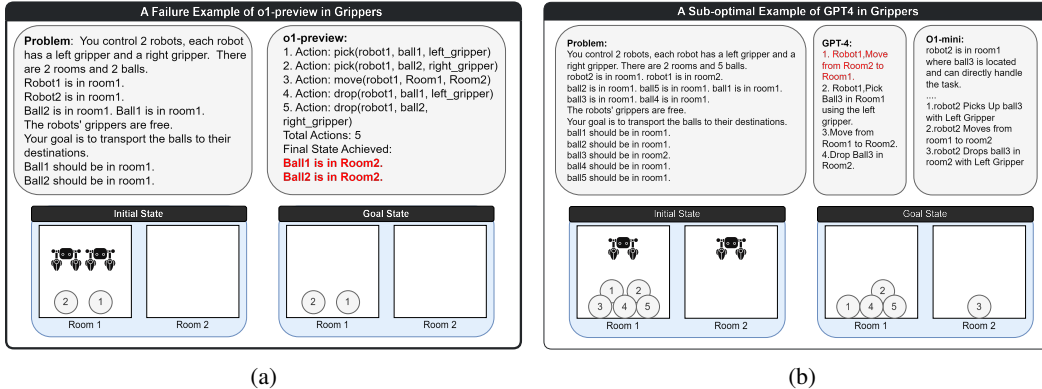 A Failure Example of o1-preview in Grippers
Problem: You control 2 robots, each robot
has a left gripper and a right gripper. There
are 2 rooms and 2 balls.
Robot1 is in room1.
Robot2 is in room1.
Ball2 is in room1. Ball1 is in room1.
The robots' grippers are free.
Your goal is to transport the balls to their
destinations.
Ball1 should be in room1.
Ball2 should be in room1.
o1-preview:
1. Action: pick(robot1, ball1, left_gripper)
2. Action: pick(robot1, ball2, right_gripper)
3. Action: move(robot1, Room1, Room2)
4. Action: drop(robot1, ball1, left_gripper)
5. Action: drop(robot1, ball2,
right_gripper)
Total Actions: 5
Final State Achieved:
Ball1 is in Room2.
Ball2 is in Room2.
Initial State
2 1
Room 1 Room 2
Goal State
2 1
Room 1 Room 2
(a)
A Sub-optimal Example of GPT4 in Grippers
Problem:
You control 2 robots, each robot has a left gripper and a
right gripper. There are 2 rooms and 5 balls.
robot2 is in room1. robot1 is in room2.
ball2 is in room1. ball5 is in room1. ball1 is in room1.
ball3 is in room1. ball4 is in room1.
The robots' grippers are free.
Your goal is to transport the balls to their destinations.
ball1 should be in room1.
ball2 should be in room1.
ball3 should be in room2.
ball4 should be in room1.
ball5 should be in room1.
GPT-4:
1. Robot1,Move
from Room2 to
Room1.
2. Robot1,Pick
Ball3 in Room1
using the left
gripper.
3.Move from
Room1 to Room2.
4.Drop Ball3 in
Room2.
O1-mini:
robot2 is in room1
where ball3 is located
and can directly handle
the task.
....
1.robot2 Picks Up ball3
with Left Gripper
2.robot2 Moves from
room1 to room2
3.robot2 Drops ball3 in
room2 with Left Gripper
Initial State
1 2
3 4 5
Room 1 Room 2
Goal State
2
1 4 5 3
Room 1 Room 2
(b)